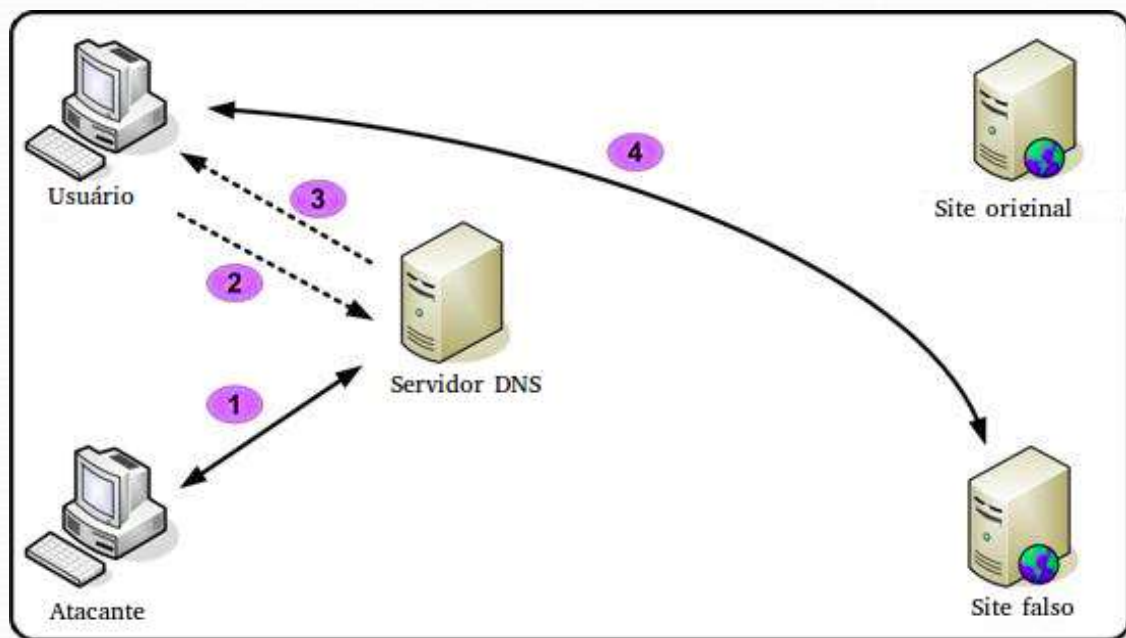 Usuário
Site original
4
3
2
Servidor DNS
1
Atacante
Site falso